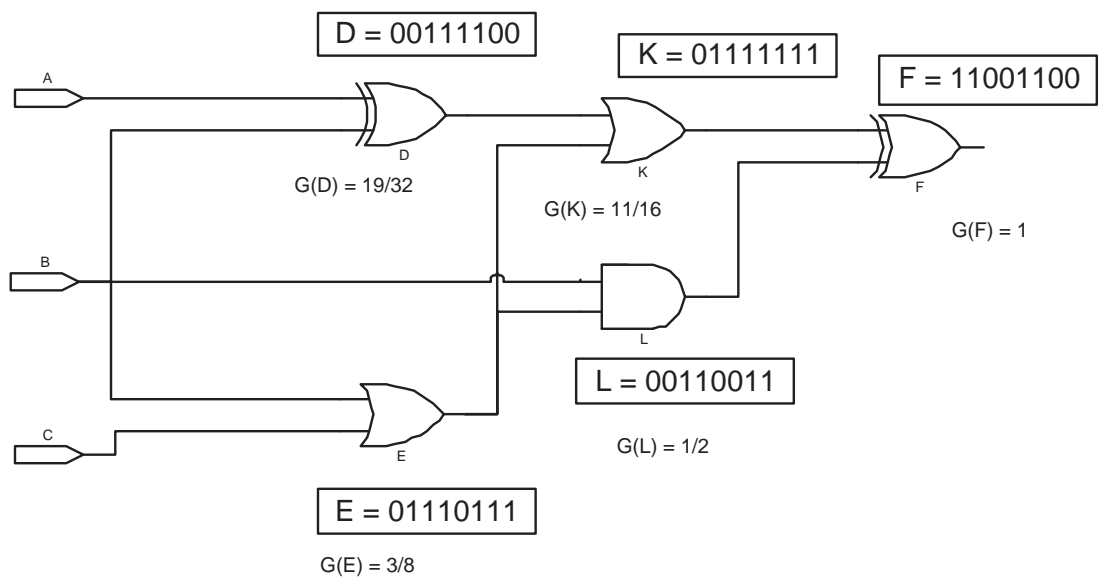 D = 00111100
K = 01111111
F = 11001100
A
D
K
F
G(D) = 19/32
G(K) = 11/16
G(F) = 1
B
L
L = 00110011
C
E
G(L) = 1/2
E = 01110111
G(E) = 3/8